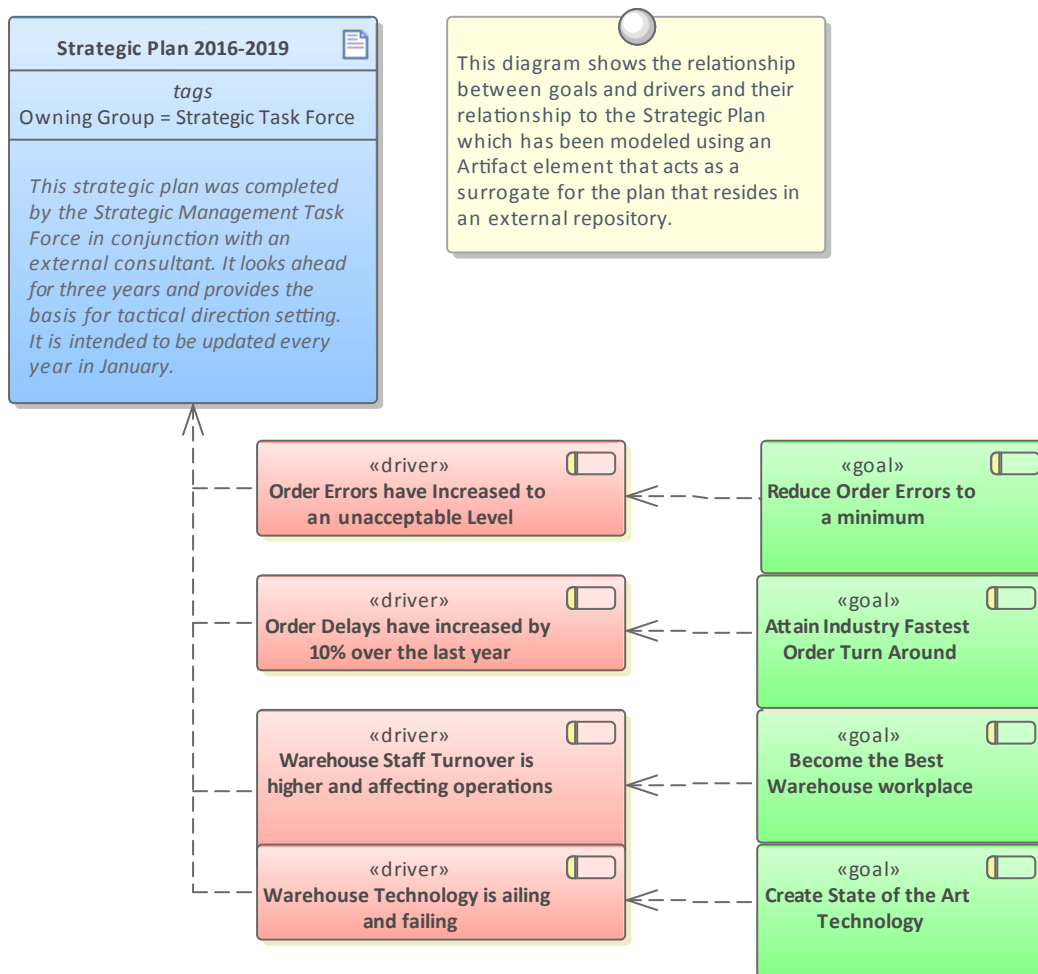 Strategic Plan 2016-2019
tags
Owning Group = Strategic Task Force
This strategic plan was completed
by the Strategic Management Task
Force in conjunction with an
external consultant. It looks ahead
for three years and provides the
basis for tactical direction setting.
It is intended to be updated every
year in January.
This diagram shows the relationship
between goals and drivers and their
relationship to the Strategic Plan
which has been modeled using an
Artifact element that acts as a
surrogate for the plan that resides in
an external repository.
«driver»
Order Errors have Increased to
an unacceptable Level
«goal»
Reduce Order Errors to
a minimum
«driver»
Order Delays have increased by
10% over the last year
«goal»
Attain Industry Fastest
Order Turn Around
«driver»
Warehouse Staff Turnover is
higher and affecting operations
«goal»
Become the Best
Warehouse workplace
«driver»
Warehouse Technology is ailing
and failing
«goal»
Create State of the Art
Technology